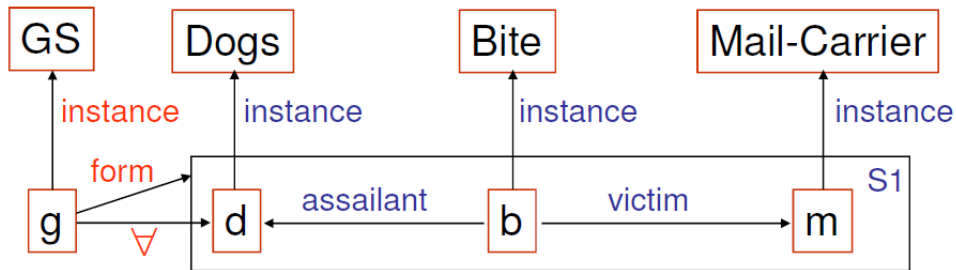 GS Dogs Bite Mail-Carrier
instance instance instance instance
form S1
g ∀ d assailant b victim m